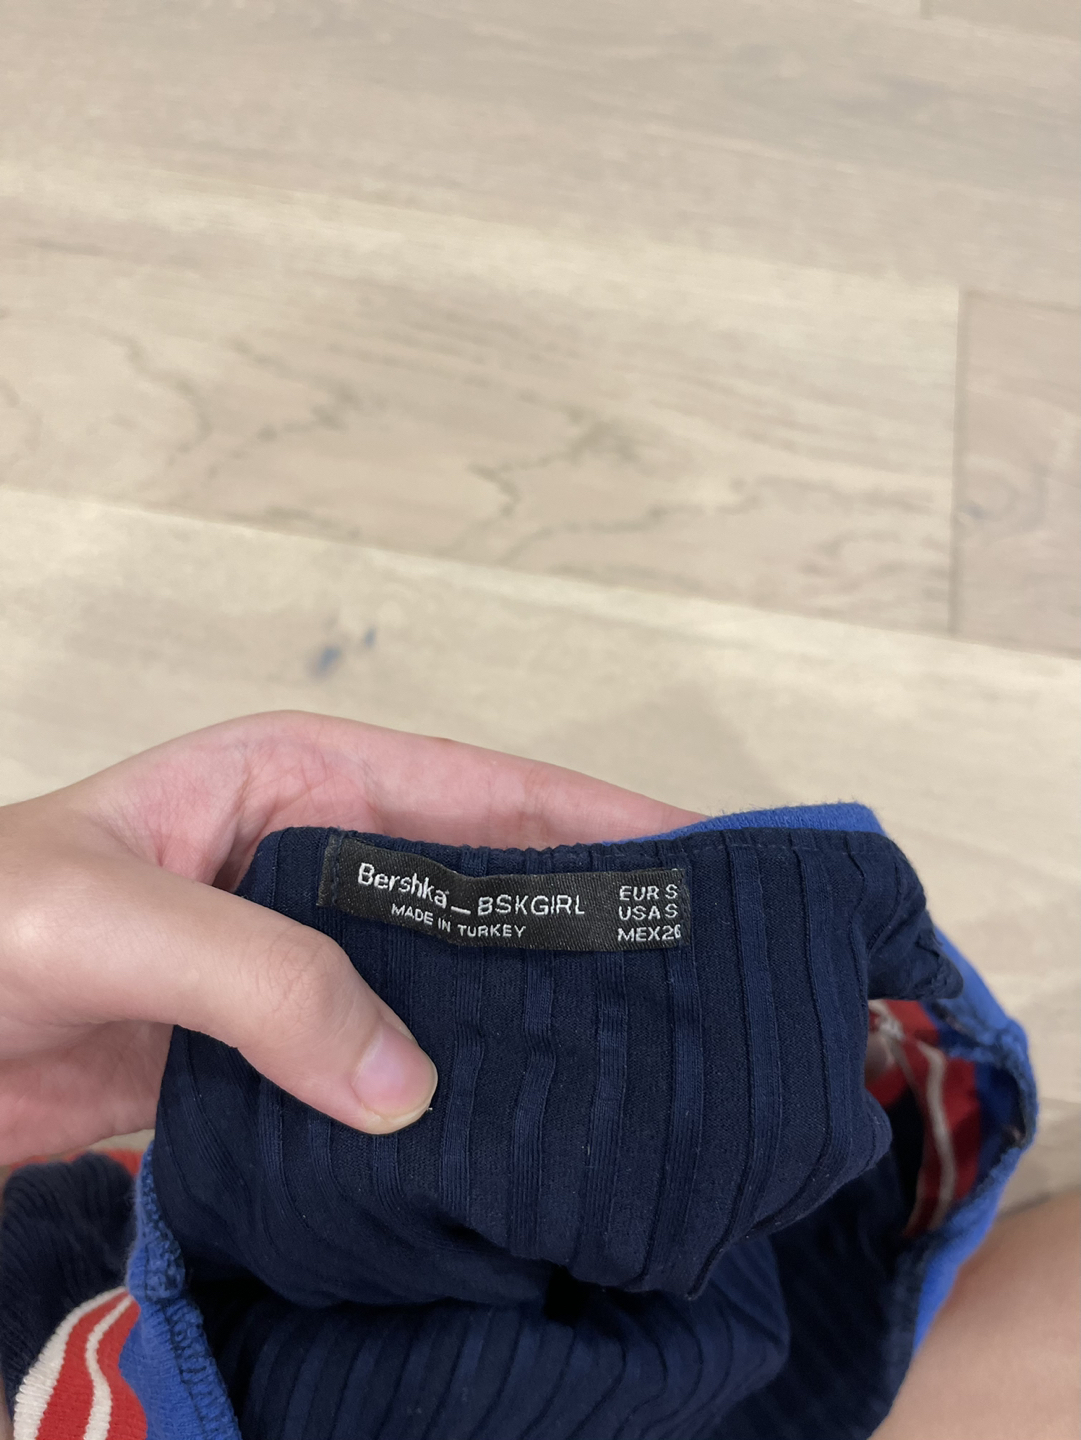 Bershka_BSKGIRL
MADE IN TURKEY
EUR S
USA S
MEX26